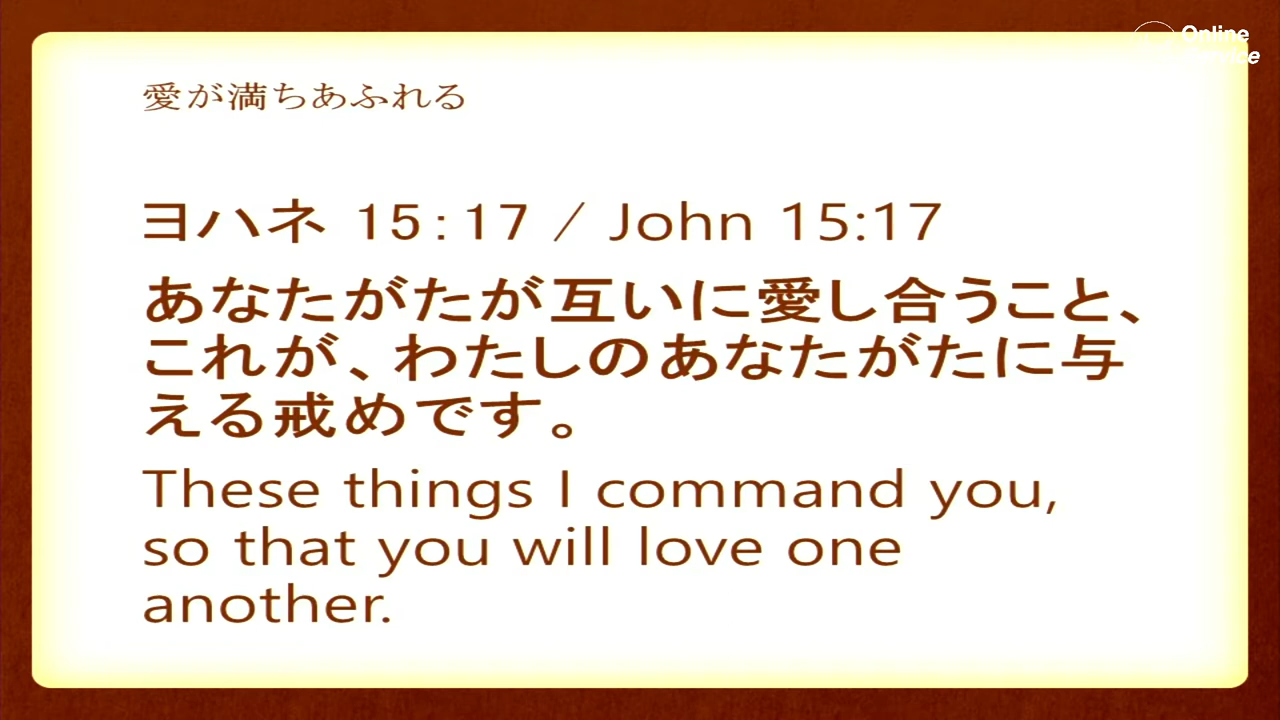 Online
愛が満ちあふれる
ヨハネ 15:17 / John 15:17
あなたがたが互いに愛し合うこと、
これが、わたしのあなたがたに与
える戒めです。
These things I command you,
so that you will love one
another.